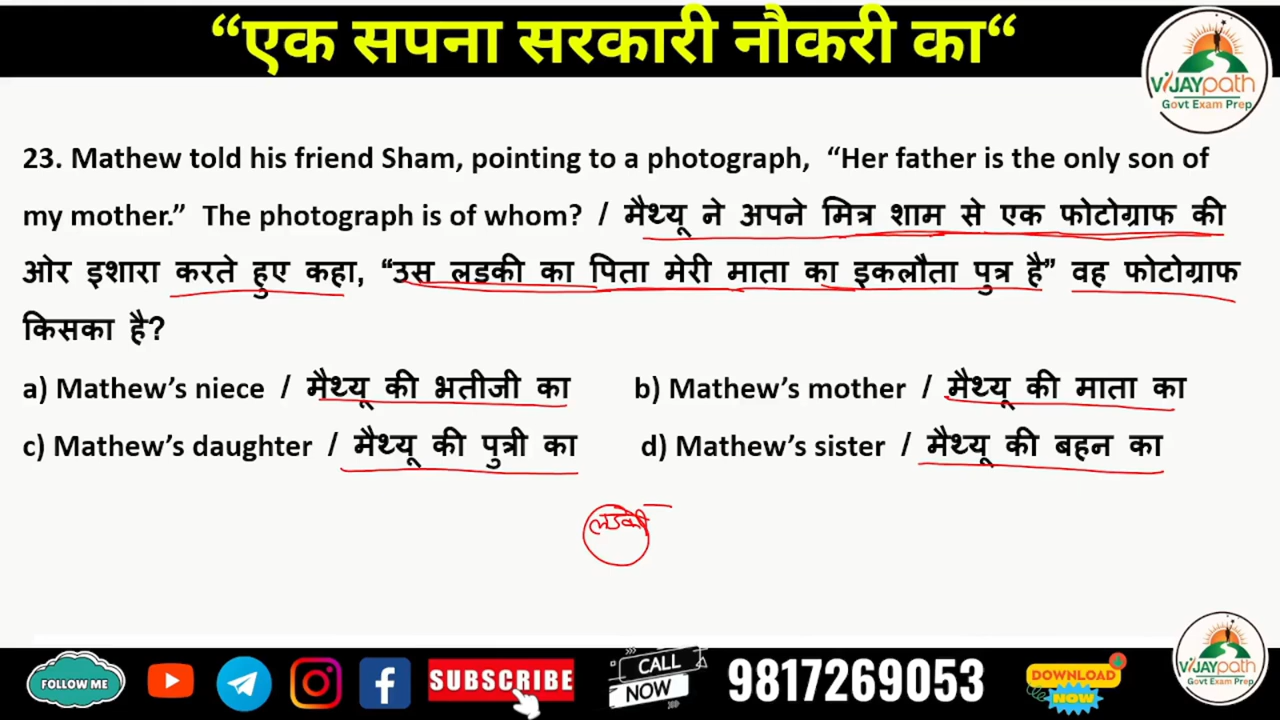 “एक सपना सरकारी नौकरी का“
VIJAYpath
Govt Exam Prep
23. Mathew told his friend Sham, pointing to a photograph, “Her father is the only son of
my mother.” The photograph is of whom? / मैथ्यू ने अपने मित्र शाम से एक फोटोग्राफ की
ओर इशारा करते हुए कहा, “उस लडकी का पिता मेरी माता का इकलौता पुत्र है” वह फोटोग्राफ
किसका है?
a) Mathew’s niece / मैथ्यू की भतीजी का b) Mathew’s mother / मैथ्यू की माता का
c) Mathew’s daughter / मैथ्यू की पुत्री का d) Mathew’s sister / मैथ्यू की बहन का
लडकी
FOLLOW ME
SUBSCRIBE
CALL
NOW
9817269053
DOWNLOAD
NOW
VIJAYpath
Govt Exam Prep